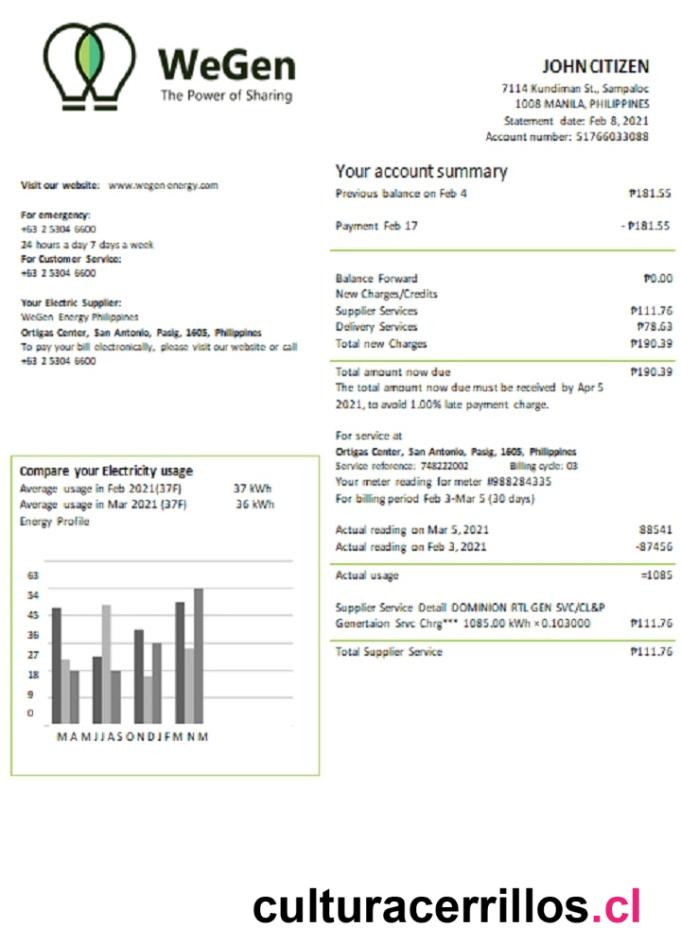 WeGen
The Power of Sharing
JOHN CITIZEN
7114 Kundiman St., Sampaloc
1008 MANILA, PHILIPPINES
Statement date: Feb 8, 2021
Account number: 51766033088
Visit our website: www.wegen-energy.com
For emergency:
+63 2 5304 6600
24 hours a day 7 days a week
For Customer Service:
+63 2 5304 6600
Your Electric Supplier:
WeGen Energy Philippines
Ortigas Center, San Antonio, Pasig, 1605, Philippines
To pay your bill electronically, please visit our website or call
+63 2 5304 6600
Compare your Electricity usage
Average usage in Feb 2021(37F) 37 kWh
Average usage in Mar 2021 (37F) 36 kWh
Energy Profile
63
54
45
36
27
18
9
0
M A M J J A S O N D J F M N M
Your account summary
Previous balance on Feb 4 ₱181.55
Payment Feb 17 - ₱181.55
Balance Forward ₱0.00
New Charges/Credits
Supplier Services ₱111.76
Delivery Services ₱78.63
Total new Charges ₱190.39
Total amount now due ₱190.39
The total amount now due must be received by Apr 5
2021, to avoid 1.00% late payment charge.
For service at
Ortigas Center, San Antonio, Pasig, 1605, Philippines
Service reference: 748222002 Billing cycle: 03
Your meter reading for meter #988284335
For billing period Feb 3-Mar 5 (30 days)
Actual reading on Mar 5, 2021 88541
Actual reading on Feb 3, 2021 -87456
Actual usage =1085
Supplier Service Detail DOMINION RTL GEN SVC/CL&P
Genertaion Srvc Chrg*** 1085.00 kWh × 0.103000 ₱111.76
Total Supplier Service ₱111.76
culturacerrillos.cl